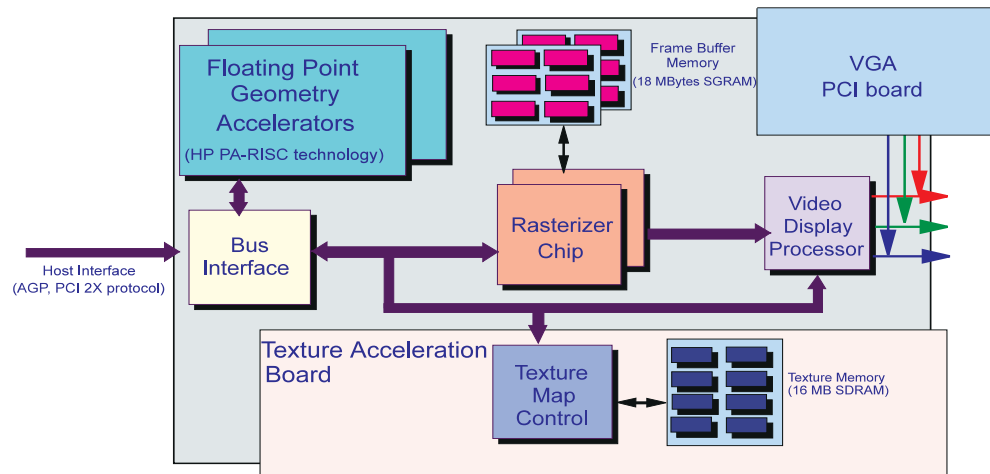 Floating Point
Geometry
Accelerators
(HP PA-RISC technology)
Frame Buffer
Memory
(18 MBytes SGRAM)
VGA
PCI board
Bus
Interface
Rasterizer
Chip
Video
Display
Processor
Host Interface
(AGP, PCI 2X protocol)
Texture Acceleration
Board
Texture
Map
Control
Texture Memory
(16 MB SDRAM)